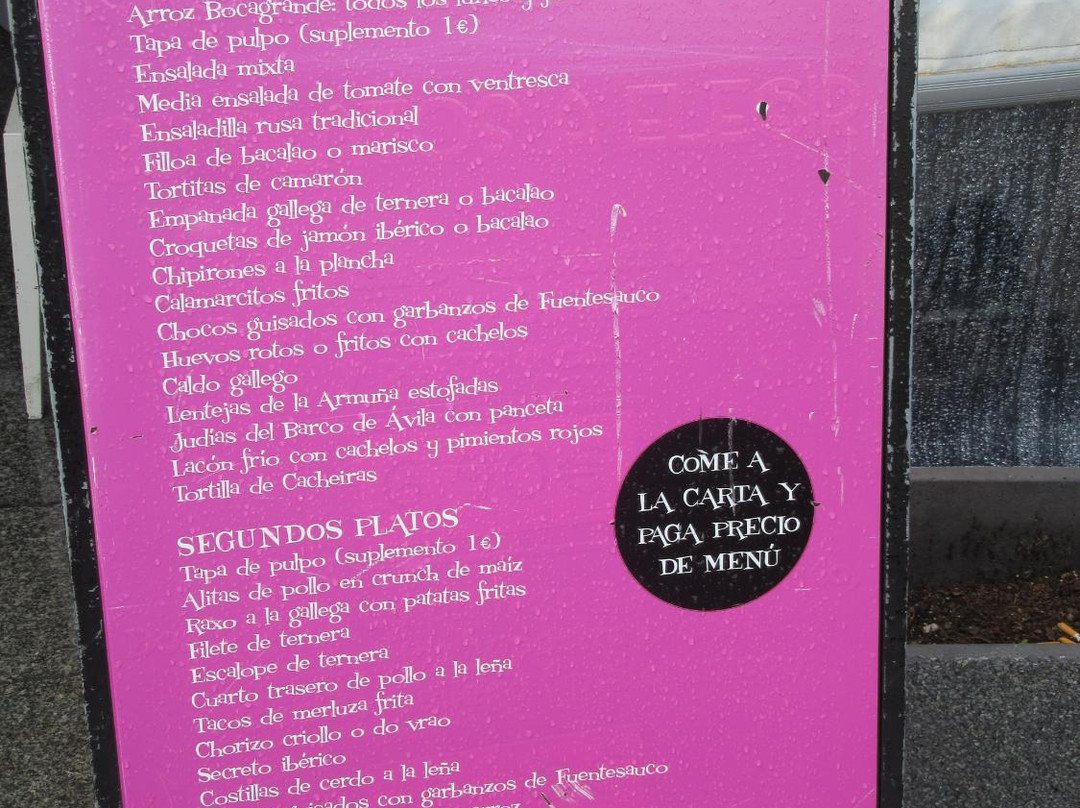 Arroz Bocagrande: todos los lunes y j
Tapa de pulpo (suplemento 1€)
Ensalada mixta
Media ensalada de tomate con ventresca
Ensaladilla rusa tradicional
Filloa de bacalao o marisco
Tortitas de camarón
Empanada gallega de ternera o bacalao
Croquetas de jamón ibérico o bacalao
Chipirones a la plancha
Calamarcitos fritos
Chocos guisados con garbanzos de Fuentesauco
Huevos rotos o fritos con cachelos
Caldo gallego
Lentejas de la Armuña estofadas
Judías del Barco de Ávila con panceta
Lacón frío con cachelos y pimientos rojos
Tortilla de Cacheiras
SEGUNDOS PLATOS
Tapa de pulpo (suplemento 1€)
Alitas de pollo en crunch de maíz
Raxo a la gallega con patatas fritas
Filete de ternera
Escalope de ternera
Cuarto trasero de pollo a la leña
Tacos de merluza frita
Chorizo criollo o do vrao
Secreto ibérico
Costillas de cerdo a la leña
guisados con garbanzos de Fuentesauco
COME A
LA CARTA Y
PAGA PRECIO
DE MENÚ